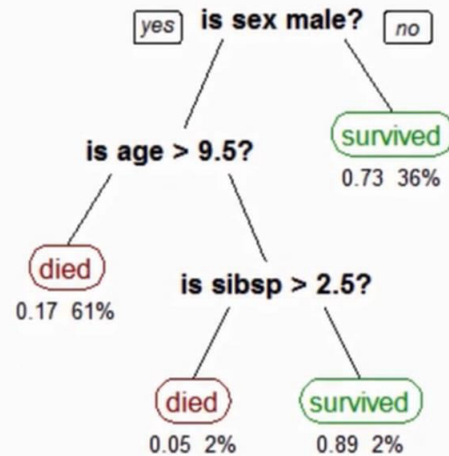 yes is sex male? no
survived
is age > 9.5?
0.73 36%
died
is sibsp > 2.5?
0.17 61%
died survived
0.05 2% 0.89 2%